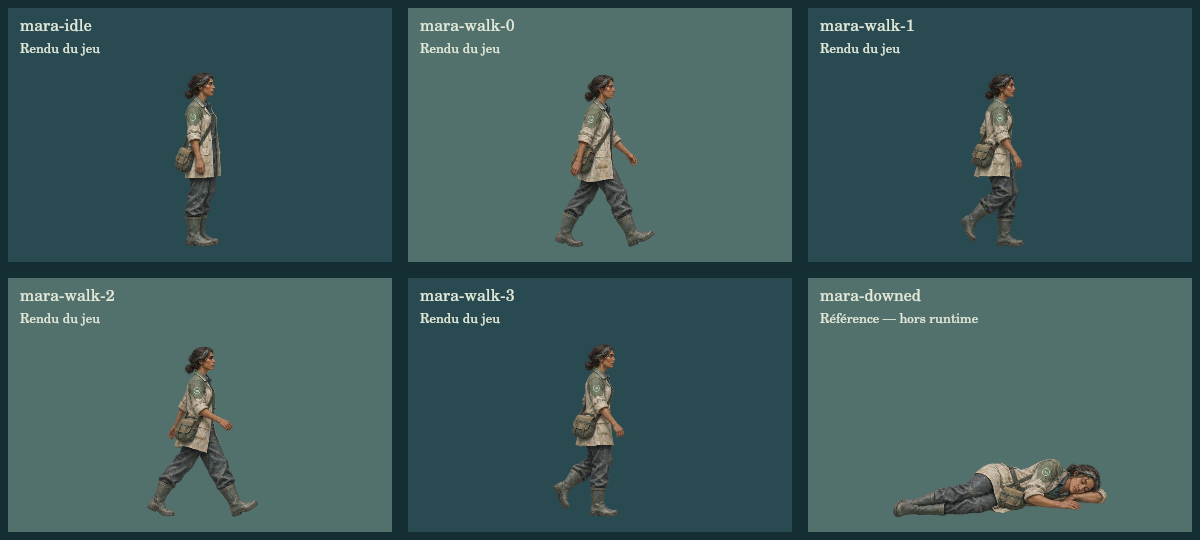 mara-idle
Rendu du jeu
mara-walk-0
Rendu du jeu
mara-walk-1
Rendu du jeu
mara-walk-2
Rendu du jeu
mara-walk-3
Rendu du jeu
mara-downed
Référence — hors runtime